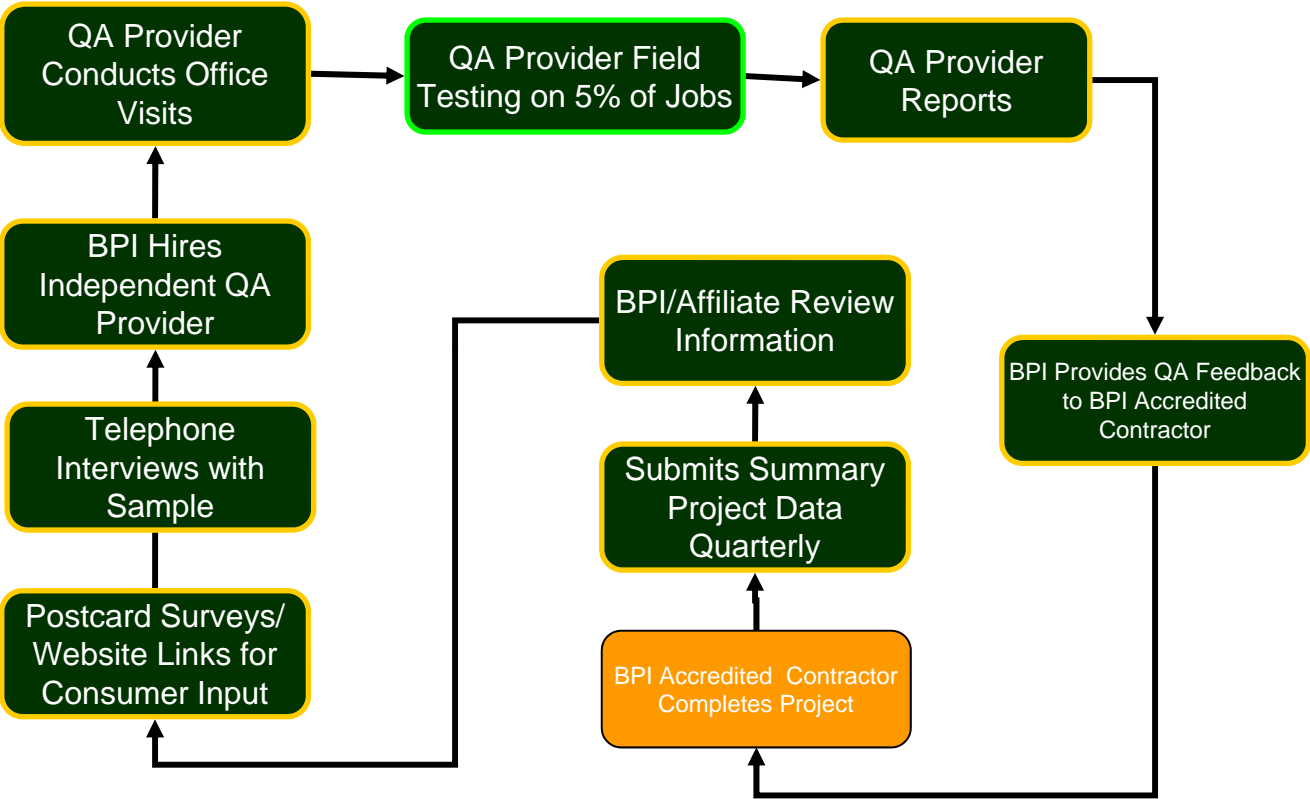 QA Provider
Conducts Office
Visits
QA Provider Field
Testing on 5% of Jobs
QA Provider
Reports
BPI Hires
Independent QA
Provider
BPI/Affiliate Review
Information
BPI Provides QA Feedback
to BPI Accredited
Contractor
Telephone
Interviews with
Sample
Submits Summary
Project Data
Quarterly
Postcard Surveys/
Website Links for
Consumer Input
BPI Accredited  Contractor
Completes Project